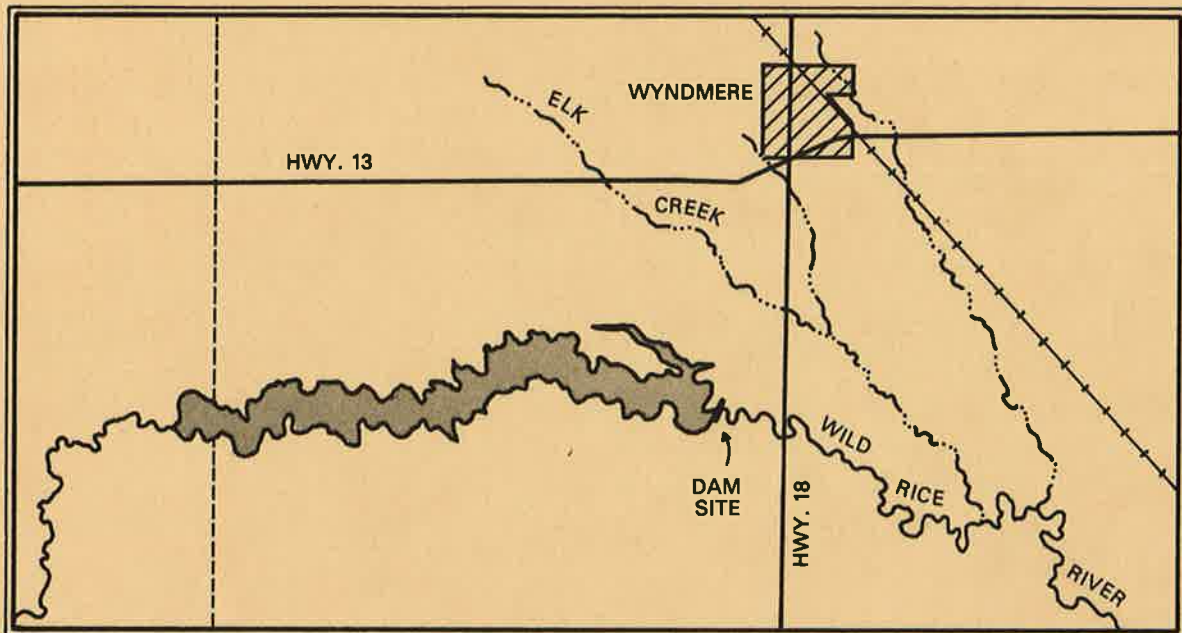 WYNDMERE
ELK
HWY. 13
CREEK
WILD
RICE
DAM
SITE
HWY. 18
RIVER